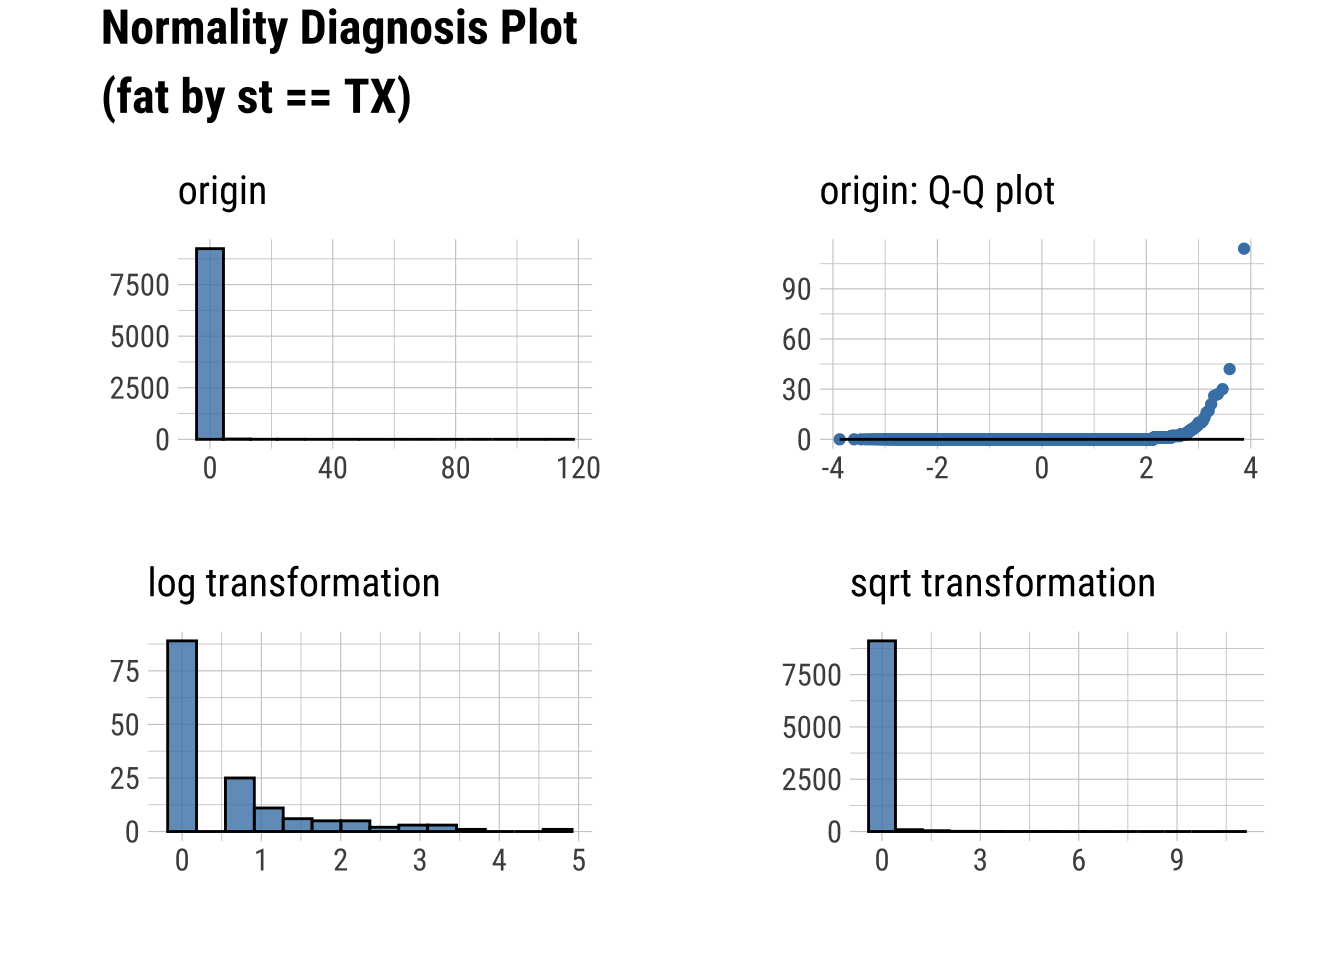 Normality Diagnosis Plot
(fat by st == TX)
origin
7500
5000
2500
0
0 40 80 120
origin: Q-Q plot
90
60
30
0
-4 -2 0 2 4
log transformation
75
50
25
0
0 1 2 3 4 5
sqrt transformation
7500
5000
2500
0
0 3 6 9